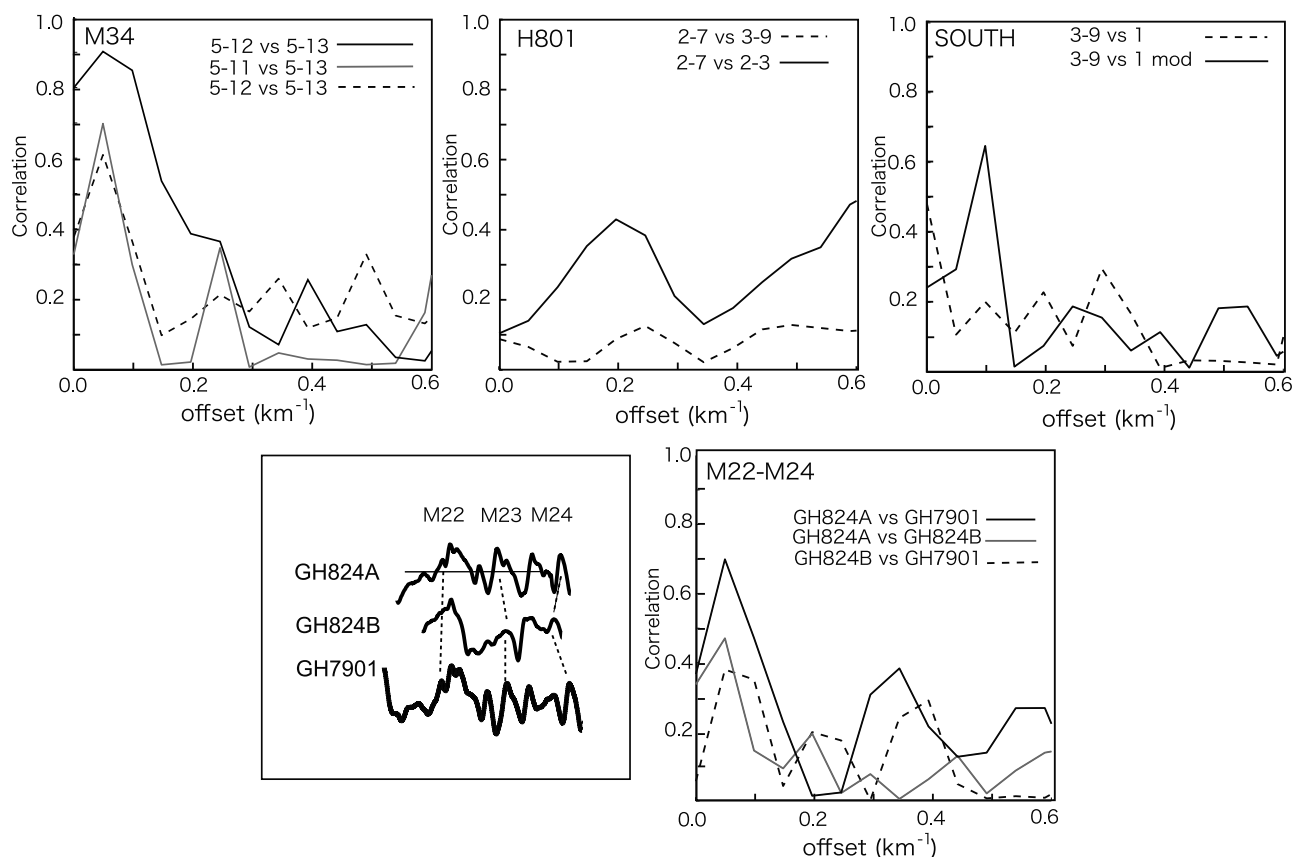 M34
5-12 vs 5-13
5-11 vs 5-13
5-12 vs 5-13
1.0
0.8
0.6
0.4
0.2
0.0 0.2 0.4 0.6
Correlation
offset (km⁻¹)
H801
2-7 vs 3-9
2-7 vs 2-3
1.0
0.8
0.6
0.4
0.2
0.0 0.2 0.4 0.6
Correlation
offset (km⁻¹)
SOUTH
3-9 vs 1
3-9 vs 1 mod
1.0
0.8
0.6
0.4
0.2
0.0 0.2 0.4 0.6
Correlation
offset (km⁻¹)
M22 M23 M24
GH824A
GH824B
GH7901
M22-M24
GH824A vs GH7901
GH824A vs GH824B
GH824B vs GH7901
1.0
0.8
0.6
0.4
0.2
0.0 0.2 0.4 0.6
Correlation
offset (km⁻¹)